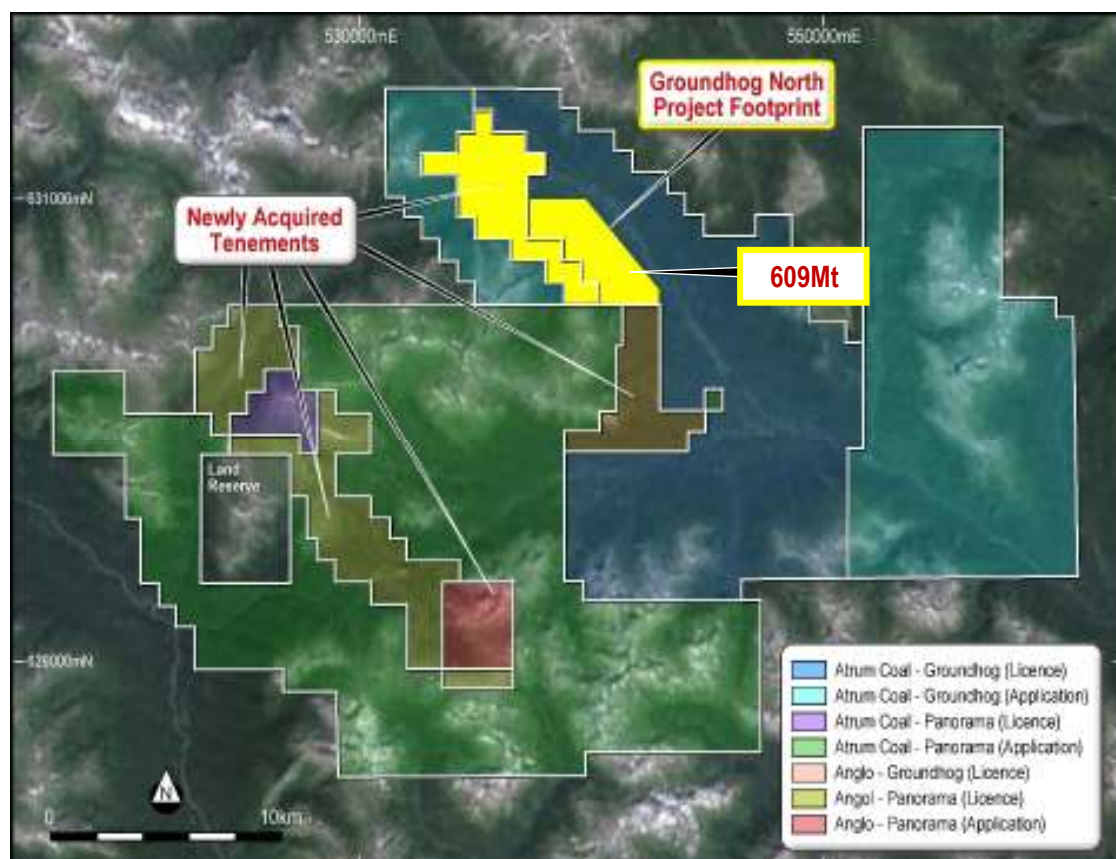 530000mE
550000mE
Groundhog North
Project Footprint
631000mN
Newly Acquired
Tenements
609Mt
Land
Reserve
629000mN
N
0
10km
Atrum Coal - Groundhog (Licence)
Atrum Coal - Groundhog (Application)
Atrum Coal - Panorama (Licence)
Atrum Coal - Panorama (Application)
Anglo - Groundhog (Licence)
Angol - Panorama (Licence)
Anglo - Panorama (Application)